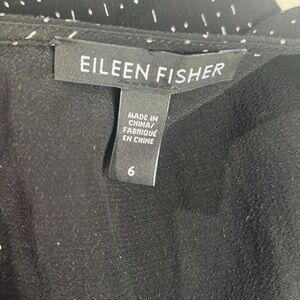 EILEEN FISHER
MADE IN
CHINA/
FABRIQUÉ
EN CHINE
6